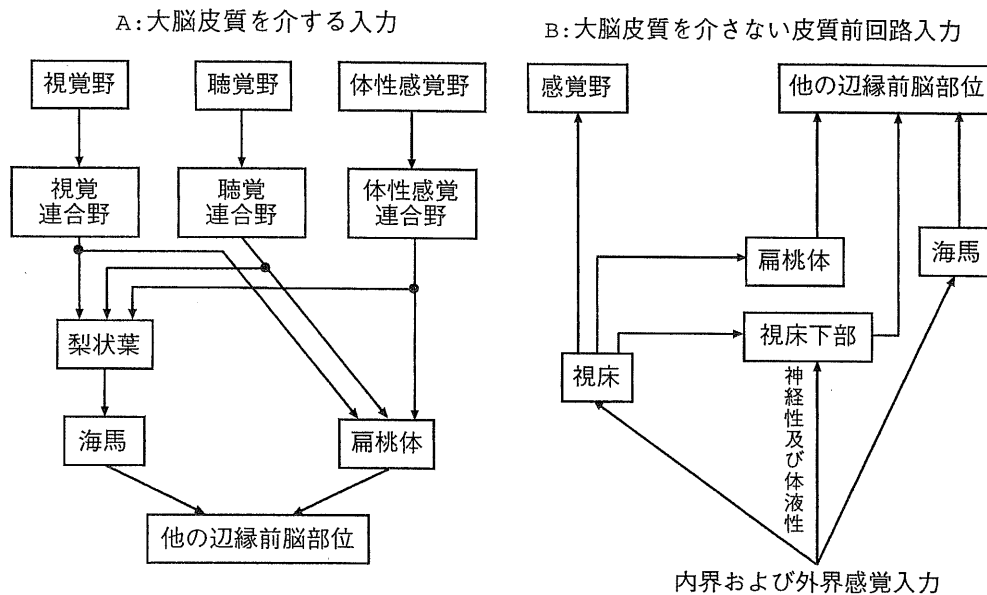 A:大脳皮質を介する入力
視覚野
聴覚野
体性感覚野
視覚
連合野
聴覚
連合野
体性感覚
連合野
梨状葉
海馬
扁桃体
他の辺縁前脳部位
B:大脳皮質を介さない皮質前回路入力
感覚野
他の辺縁前脳部位
扁桃体
海馬
視床下部
視床
神経性及び体液性
内界および外界感覚入力